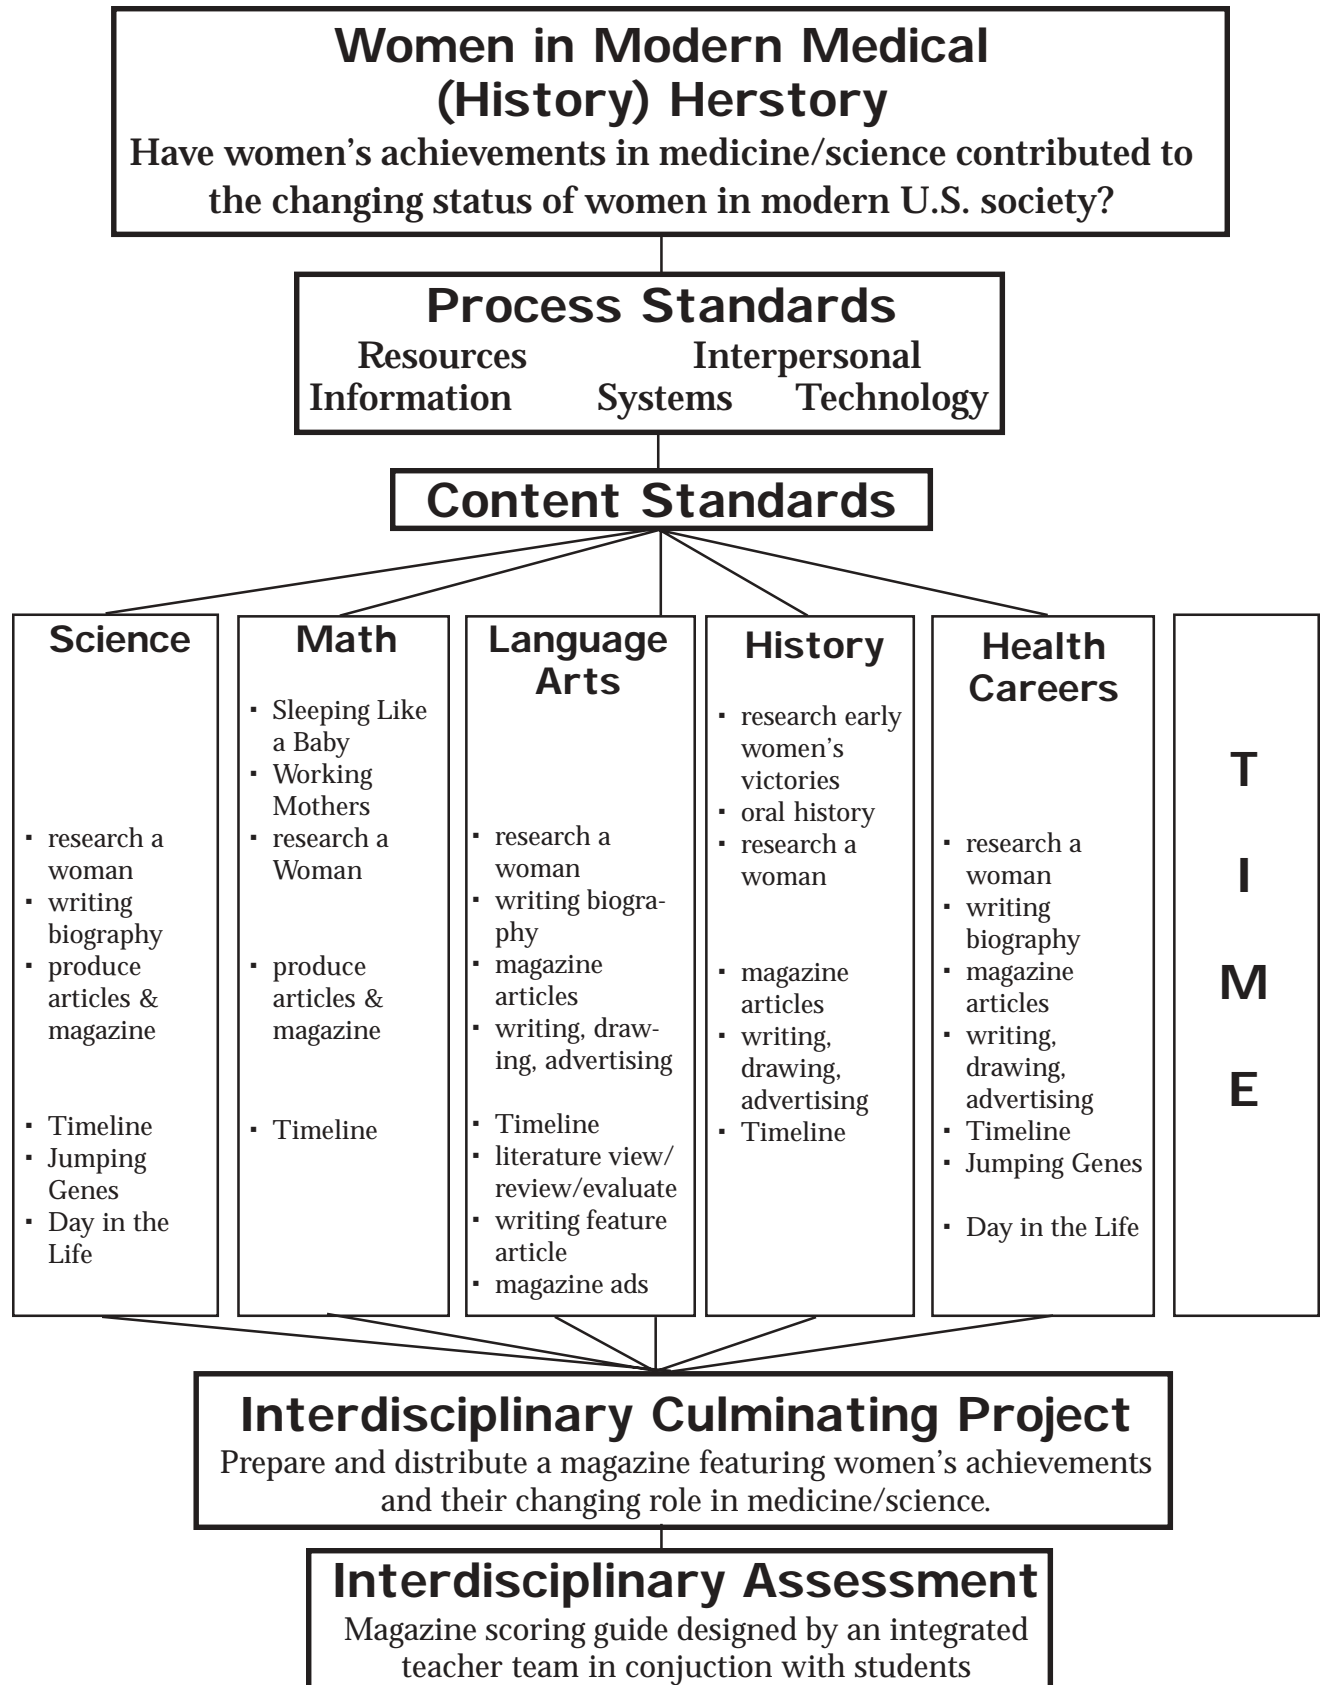 Women in Modern Medical
(History) Herstory
Have women’s achievements in medicine/science contributed to
the changing status of women in modern U.S. society?
Process Standards
Resources Interpersonal
Information Systems Technology
Content Standards
Science
▪ research a
woman
▪ writing
biography
▪ produce
articles &
magazine
▪ Timeline
▪ Jumping
Genes
▪ Day in the
Life
Math
▪ Sleeping Like
a Baby
▪ Working
Mothers
▪ research a
Woman
▪ produce
articles &
magazine
▪ Timeline
Language
Arts
▪ research a
woman
▪ writing biogra-
phy
▪ magazine
articles
▪ writing, draw-
ing, advertising
▪ Timeline
▪ literature view/
review/evaluate
▪ writing feature
article
▪ magazine ads
History
▪ research early
women’s
victories
▪ oral history
▪ research a
woman
▪ magazine
articles
▪ writing,
drawing,
advertising
▪ Timeline
Health
Careers
▪ research a
woman
▪ writing
biography
▪ magazine
articles
▪ writing,
drawing,
advertising
▪ Timeline
▪ Jumping Genes
▪ Day in the Life
T
I
M
E
Interdisciplinary Culminating Project
Prepare and distribute a magazine featuring women’s achievements
and their changing role in medicine/science.
Interdisciplinary Assessment
Magazine scoring guide designed by an integrated
teacher team in conjuction with students